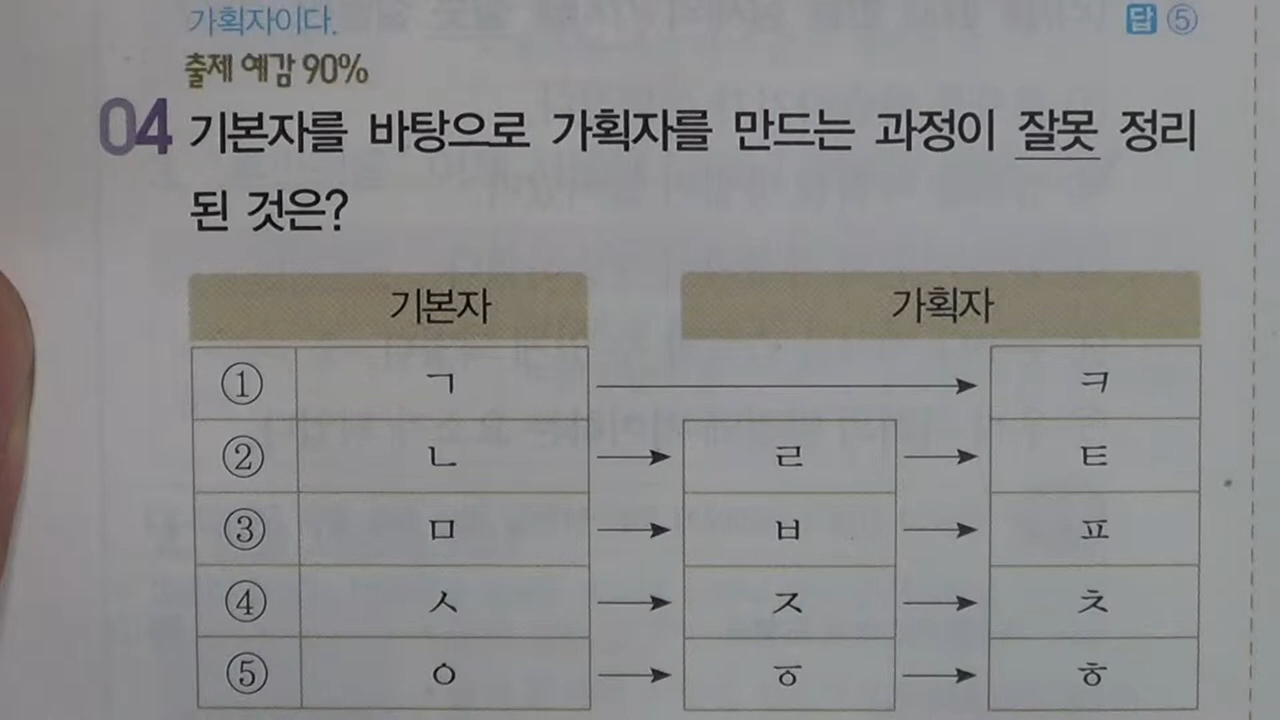 가획자이다.
답 ⑤
출제 예감 90%
04 기본자를 바탕으로 가획자를 만드는 과정이 잘못 정리
된 것은?
기본자 가획자
① ㄱ → ㅋ
② ㄴ → ㄹ → ㅌ
③ ㅁ → ㅂ → ㅍ
④ ㅅ → ㅈ → ㅊ
⑤ ㅇ → ㆆ → ㅎ